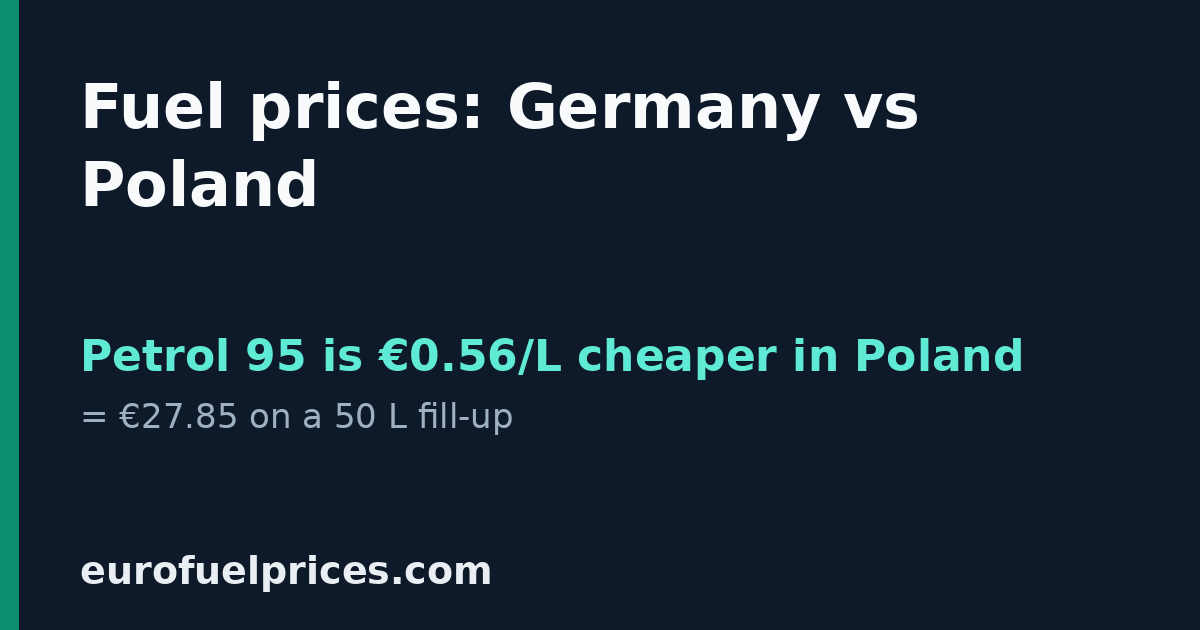 Fuel prices: Germany vs
Poland
Petrol 95 is €0.56/L cheaper in Poland
= €27.85 on a 50 L fill-up
eurofuelprices.com